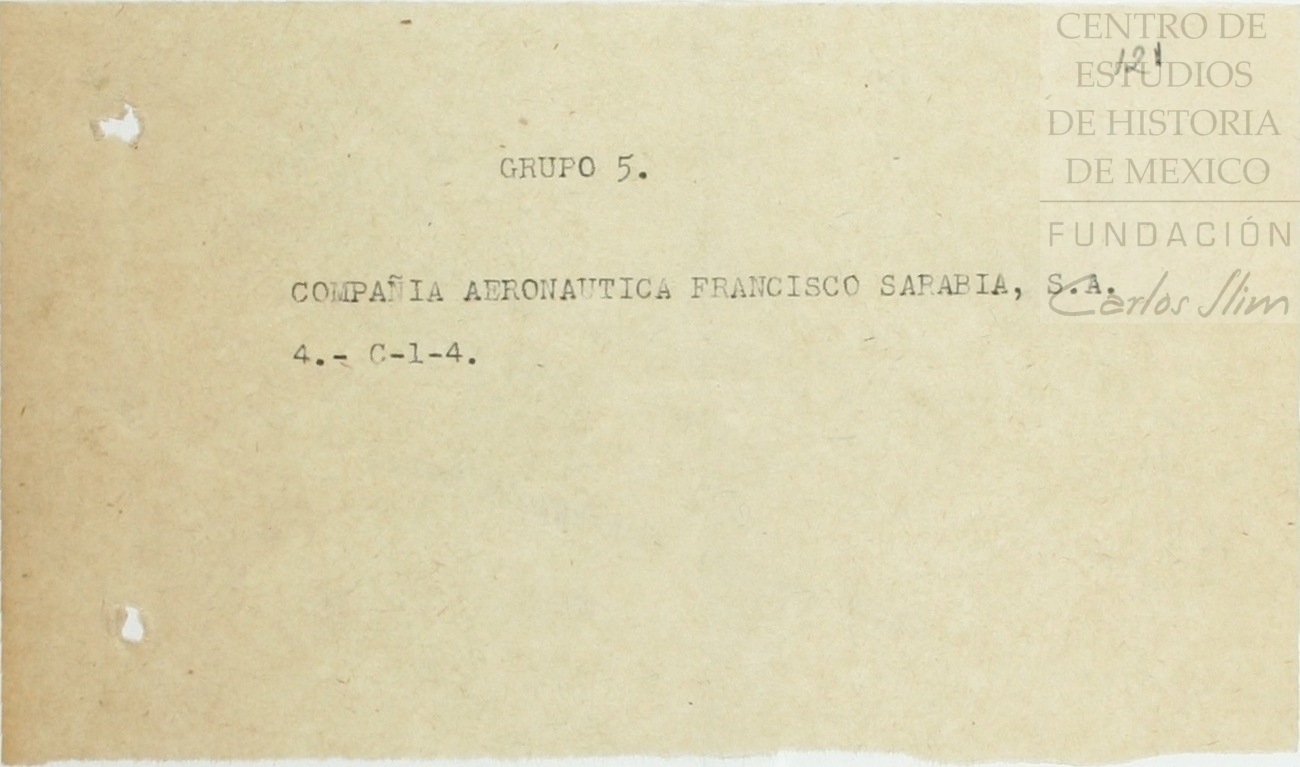 CENTRO DE
ESTUDIOS
DE HISTORIA
DE MEXICO
FUNDACIÓN
Carlos Slim
121
GRUPO 5.
COMPAÑIA AERONAUTICA FRANCISCO SARABIA, S.A.
4.- C-1-4.